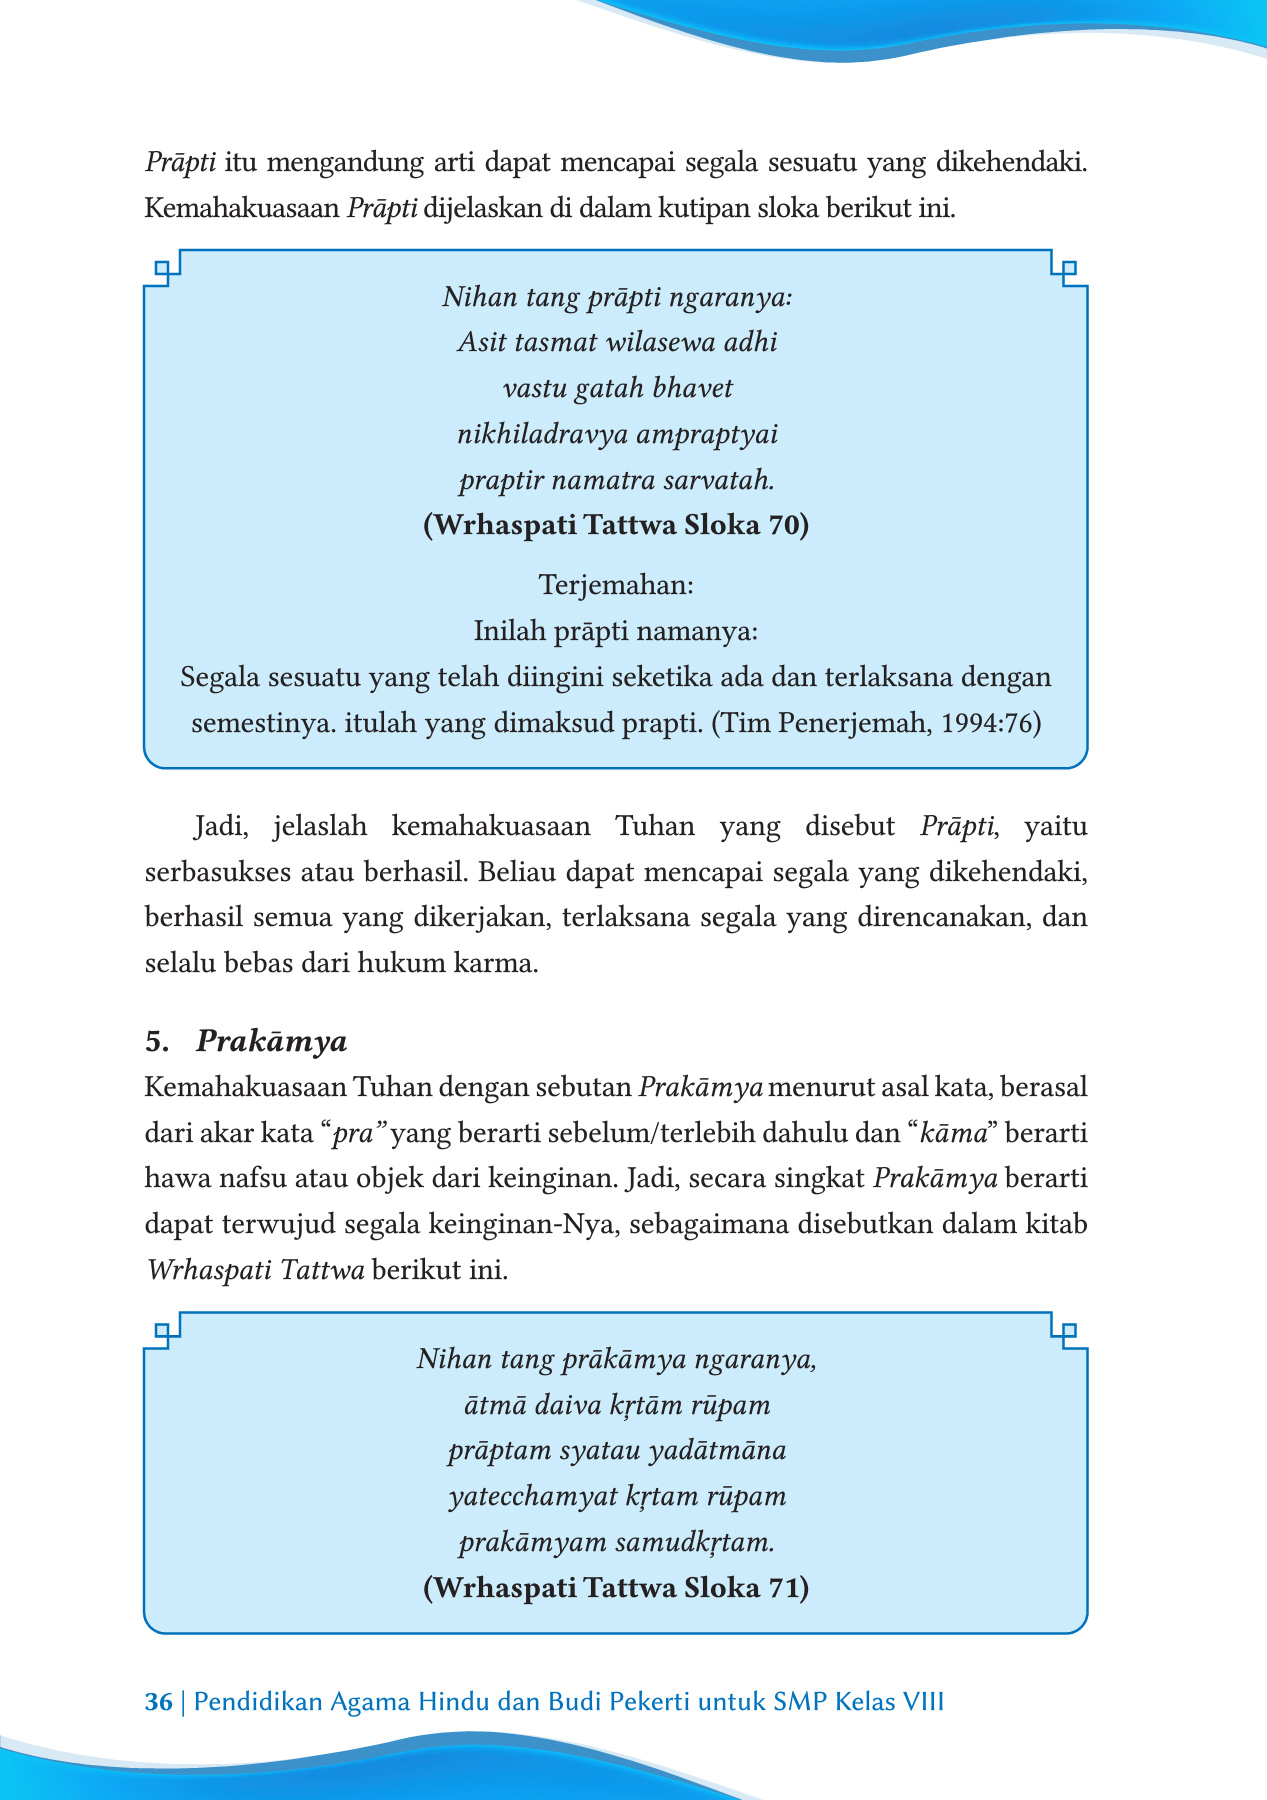 Prāpti itu mengandung arti dapat mencapai segala sesuatu yang dikehendaki.
Kemahakuasaan Prāpti dijelaskan di dalam kutipan sloka berikut ini.
Nihan tang prāpti ngaranya:
Asit tasmat wilasewa adhi
vastu gatah bhavet
nikhiladravya ampraptyai
praptir namatra sarvatah.
(Wrhaspati Tattwa Sloka 70)
Terjemahan:
Inilah prāpti namanya:
Segala sesuatu yang telah diingini seketika ada dan terlaksana dengan
semestinya. itulah yang dimaksud prapti. (Tim Penerjemah, 1994:76)
Jadi, jelaslah kemahakuasaan Tuhan yang disebut Prāpti, yaitu
serbasukses atau berhasil. Beliau dapat mencapai segala yang dikehendaki,
berhasil semua yang dikerjakan, terlaksana segala yang direncanakan, dan
selalu bebas dari hukum karma.
5. Prakāmya
Kemahakuasaan Tuhan dengan sebutan Prakāmya menurut asal kata, berasal
dari akar kata “pra” yang berarti sebelum/terlebih dahulu dan “kāma” berarti
hawa nafsu atau objek dari keinginan. Jadi, secara singkat Prakāmya berarti
dapat terwujud segala keinginan-Nya, sebagaimana disebutkan dalam kitab
Wrhaspati Tattwa berikut ini.
Nihan tang prākāmya ngaranya,
ātmā daiva kṛtām rūpam
prāptam syatau yadātmāna
yatecchamyat kṛtam rūpam
prakāmyam samudkṛtam.
(Wrhaspati Tattwa Sloka 71)
36 | Pendidikan Agama Hindu dan Budi Pekerti untuk SMP Kelas VIII